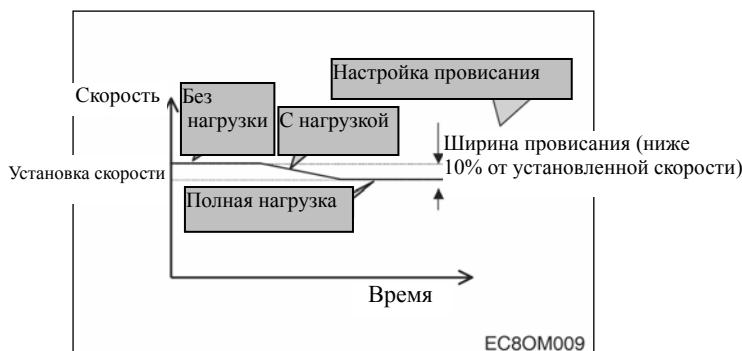 Настройка провисания
Скорость
Без
нагрузки
С нагрузкой
Ширина провисания (ниже
10% от установленной скорости)
Установка скорости
Полная нагрузка
Время
EC8OM009